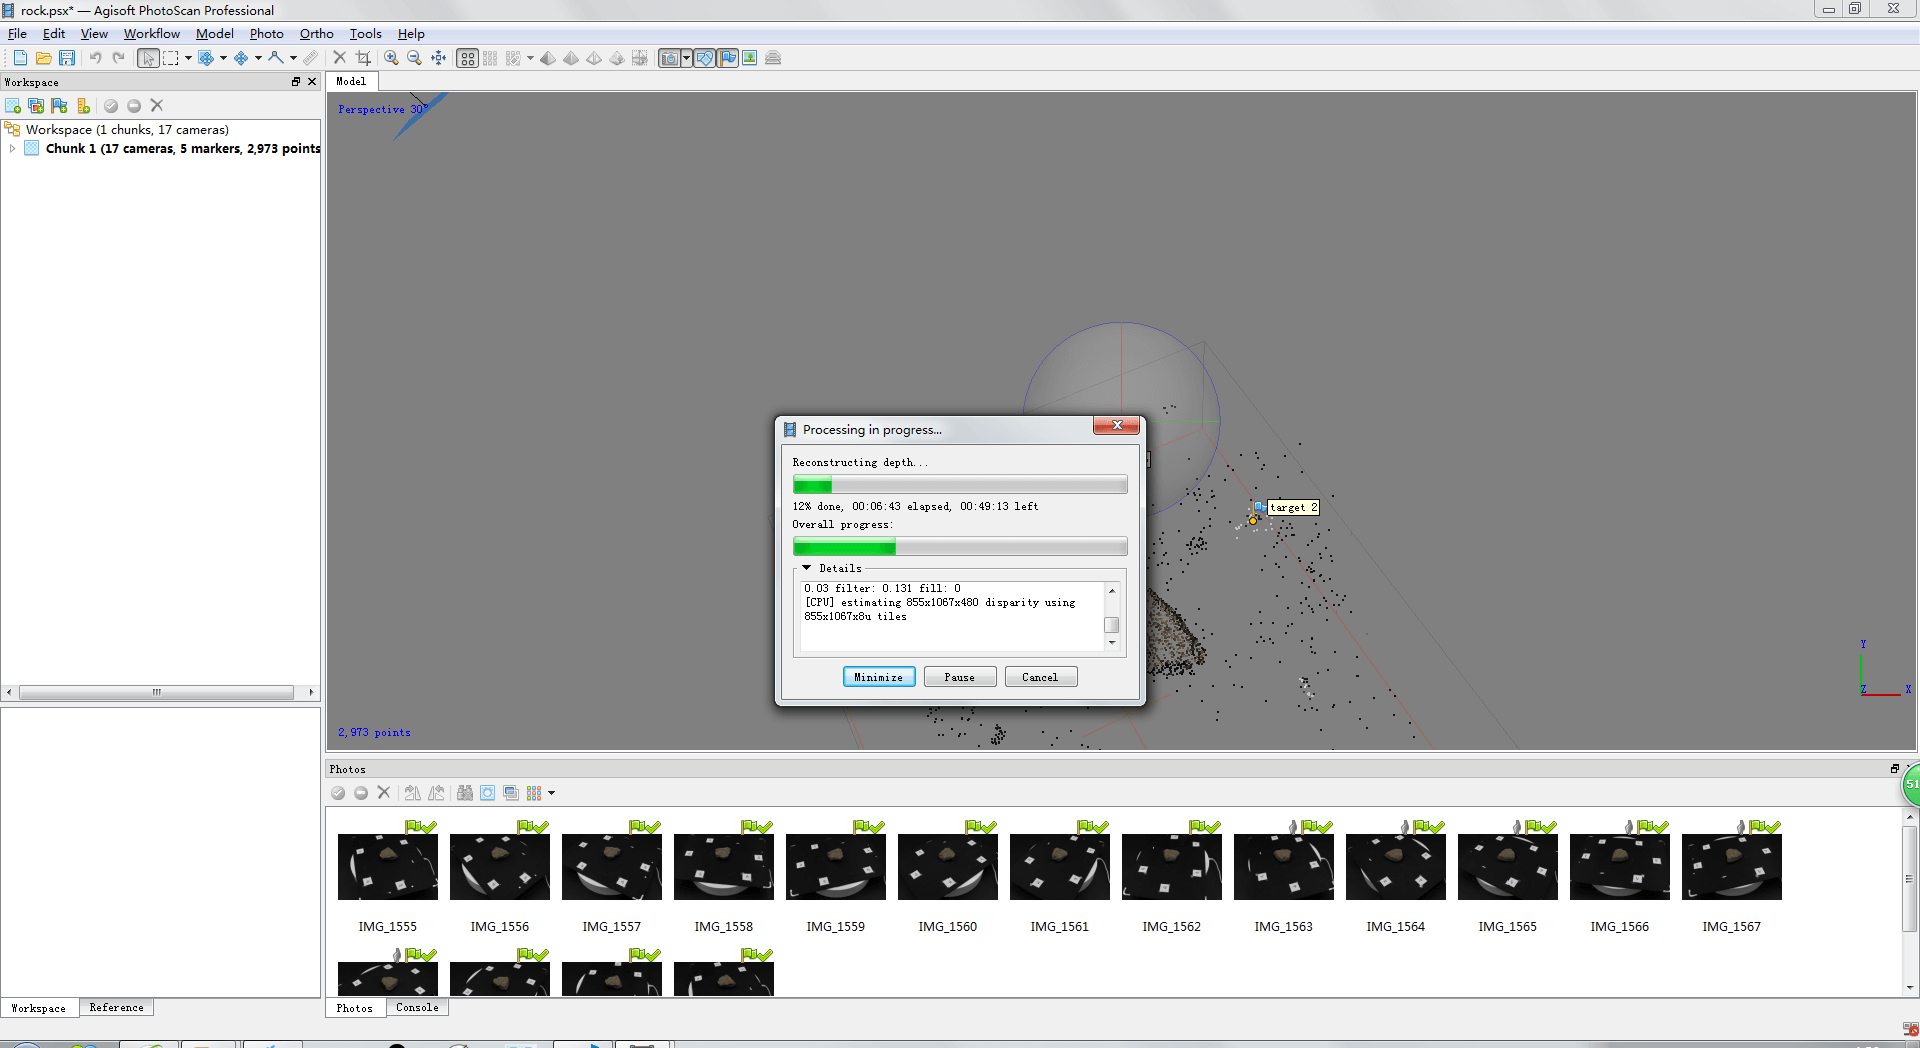 rock.psx* — Agisoft PhotoScan Professional
File Edit View Workflow Model Photo Ortho Tools Help
Workspace
Workspace (1 chunks, 17 cameras)
Chunk 1 (17 cameras, 5 markers, 2,973 points
Model
Perspective 30°
target 2
Processing in progress...
Reconstructing depth...
12% done, 00:06:43 elapsed, 00:49:13 left
Overall progress:
Details
0.03 filter: 0.131 fill: 0
[CPU] estimating 855x1067x480 disparity using
855x1067x8u tiles
Minimize Pause Cancel
Y
Z X
2,973 points
Photos
51
IMG_1555 IMG_1556 IMG_1557 IMG_1558 IMG_1559 IMG_1560 IMG_1561 IMG_1562 IMG_1563 IMG_1564 IMG_1565 IMG_1566 IMG_1567
Workspace Reference
Photos Console